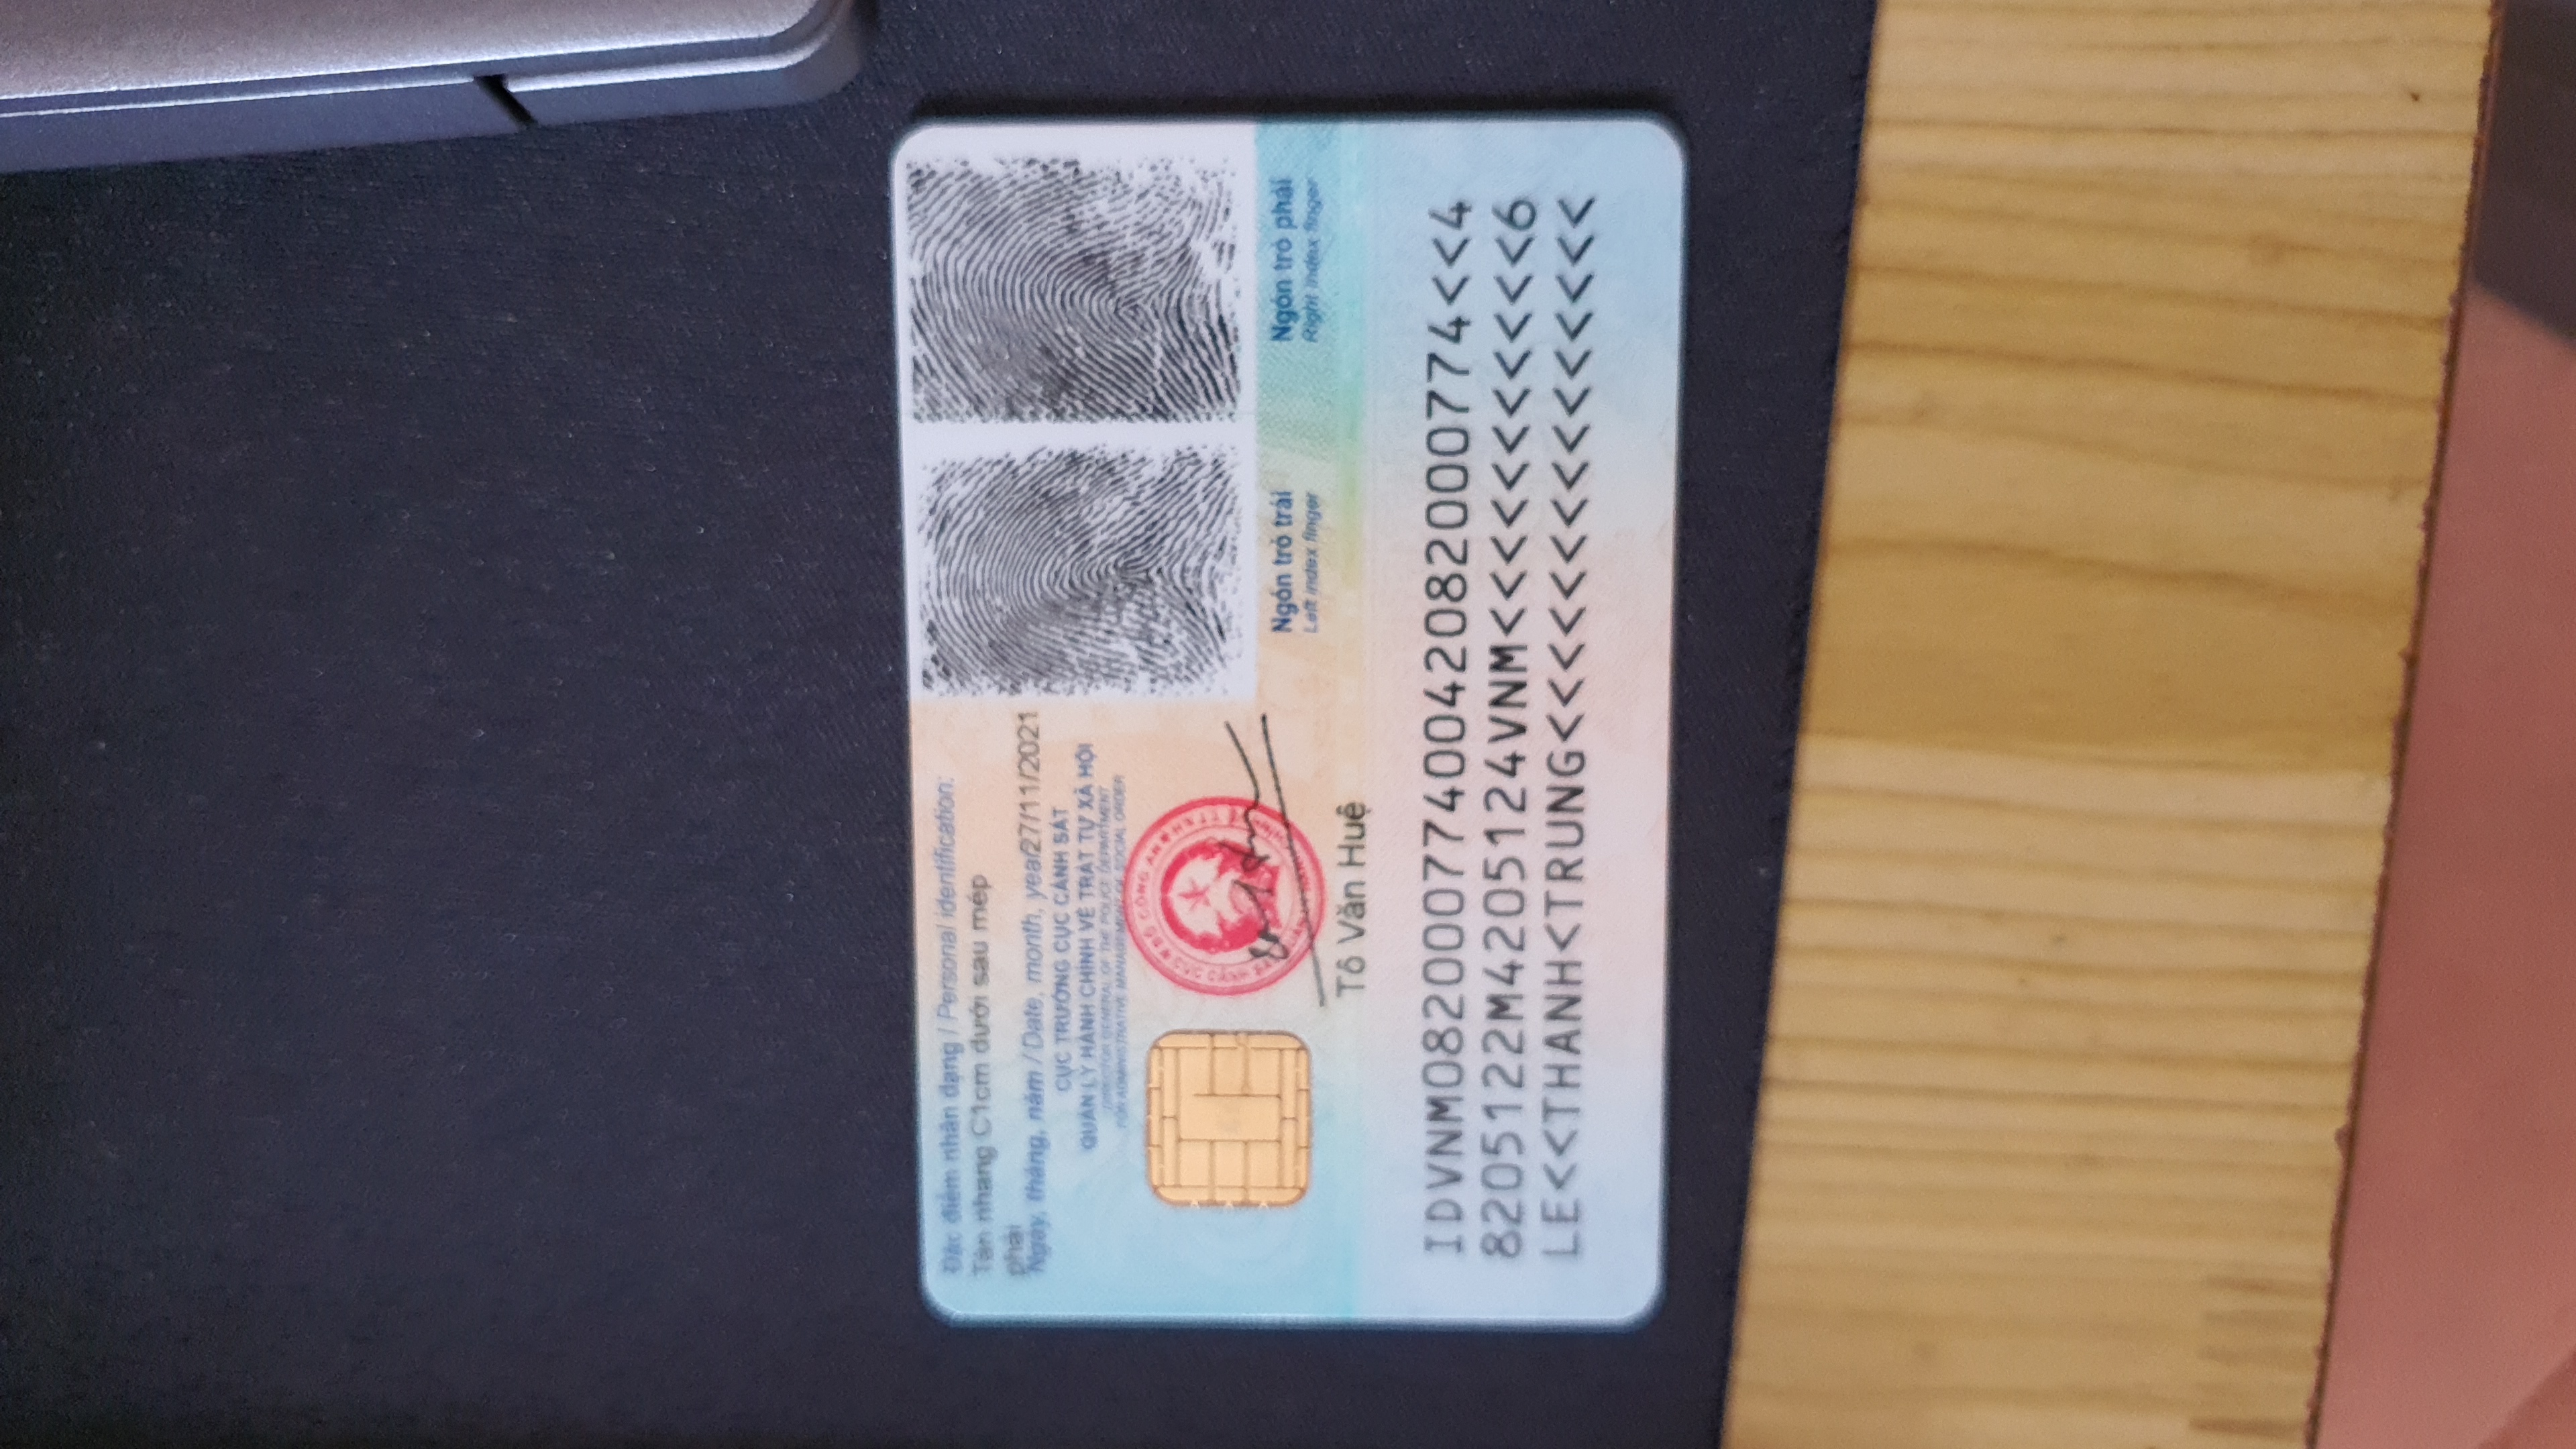 Đặc điểm nhân dạng / Personal identification:
Tàn nhang C1cm dưới sau mép
phải
Ngày, tháng, năm / Date, month, year 27/11/2021
CỤC TRƯỞNG CỤC CẢNH SÁT
QUẢN LÝ HÀNH CHÍNH VỀ TRẬT TỰ XÃ HỘI
DIRECTOR GENERAL OF THE POLICE DEPARTMENT
FOR ADMINISTRATIVE MANAGEMENT OF SOCIAL ORDER
BỘ CÔNG AN
Tô Văn Huệ
Ngón trỏ trái
Left index finger
Ngón trỏ phải
Right index finger
IDVNM0820007740042082000774<<4
8205122M4205124VNM<<<<<<<<<<<6
LE<<THANH<TRUNG<<<<<<<<<<<<<<<